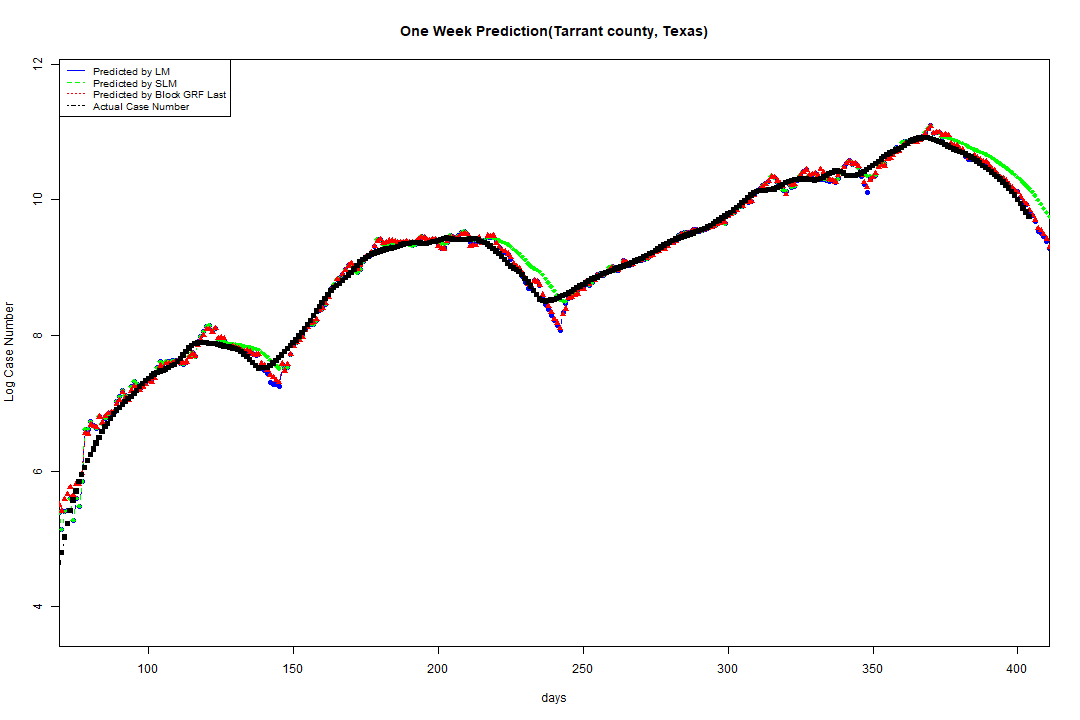 One Week Prediction(Tarrant county, Texas)
Predicted by LM
Predicted by SLM
Predicted by Block GRF Last
Actual Case Number
12
10
8
6
4
Log Case Number
100 150 200 250 300 350 400
days